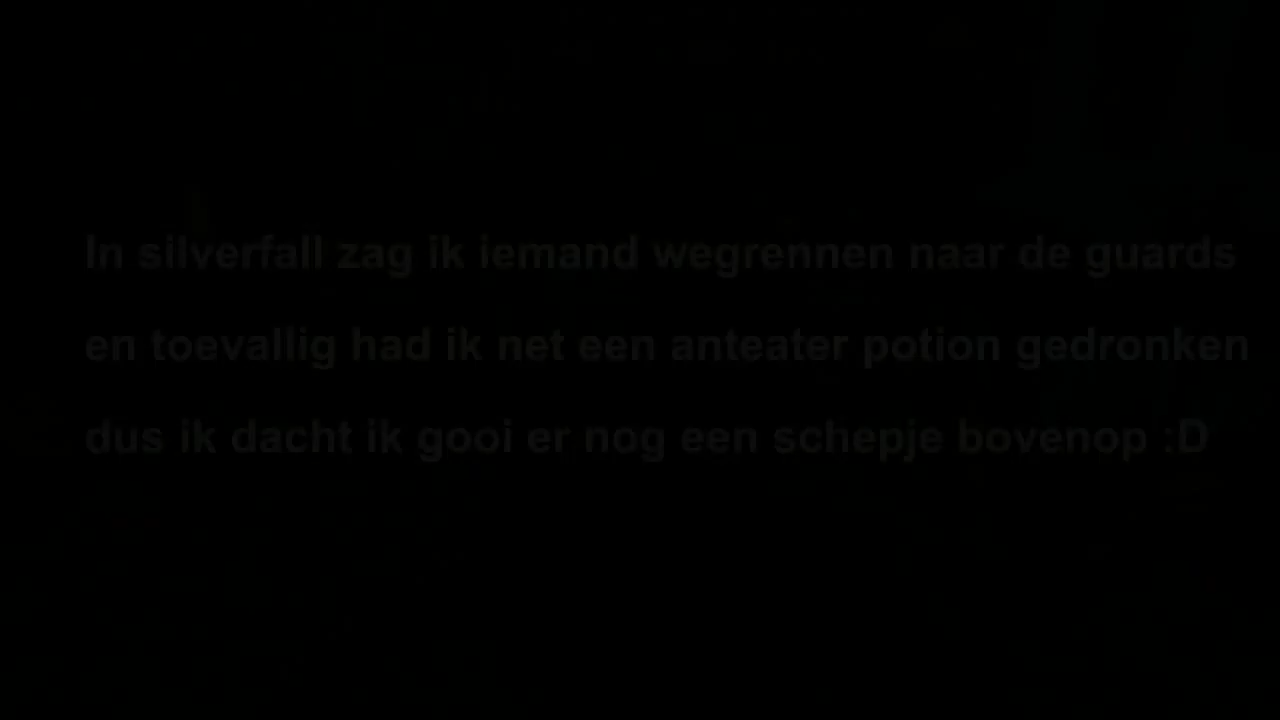 In silverfall zag ik iemand wegrennen naar de guards
en toevallig had ik net een anteater potion gedronken
dus ik dacht ik gooi er nog een schepje bovenop :D